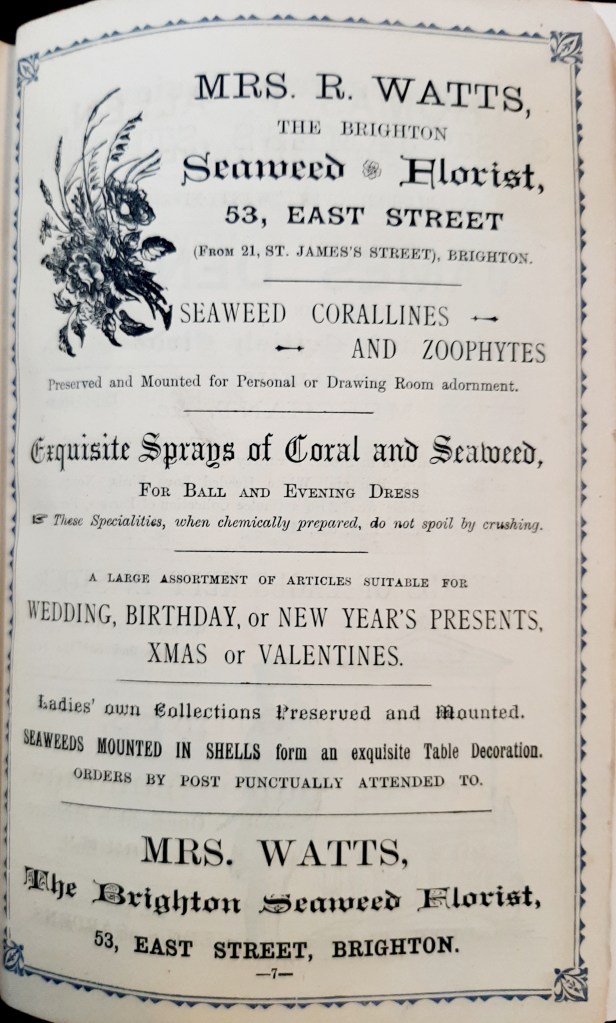 MRS. R. WATTS,
THE BRIGHTON
Seaweed Florist,
53, EAST STREET
(FROM 21, ST. JAMES'S STREET), BRIGHTON.
SEAWEED CORALLINES
AND ZOOPHYTES
Preserved and Mounted for Personal or Drawing Room adornment.
Exquisite Sprays of Coral and Seaweed,
FOR BALL AND EVENING DRESS
☞ These Specialities, when chemically prepared, do not spoil by crushing.
A LARGE ASSORTMENT OF ARTICLES SUITABLE FOR
WEDDING, BIRTHDAY, or NEW YEAR'S PRESENTS,
XMAS or VALENTINES.
Ladies' own Collections Preserved and Mounted.
SEAWEEDS MOUNTED IN SHELLS form an exquisite Table Decoration.
ORDERS BY POST PUNCTUALLY ATTENDED TO.
MRS. WATTS,
The Brighton Seaweed Florist,
53, EAST STREET, BRIGHTON.
—7—